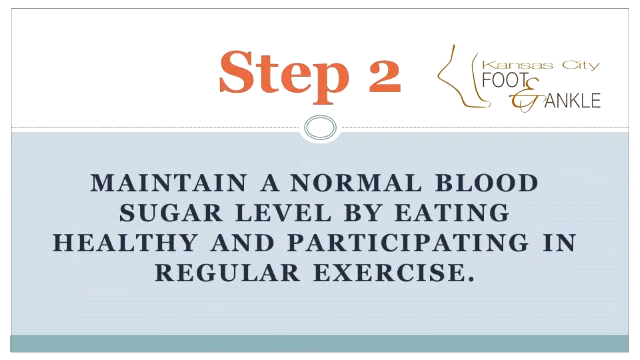 Step 2
Kansas City
FOOT & ANKLE
MAINTAIN A NORMAL BLOOD
SUGAR LEVEL BY EATING
HEALTHY AND PARTICIPATING IN
REGULAR EXERCISE.